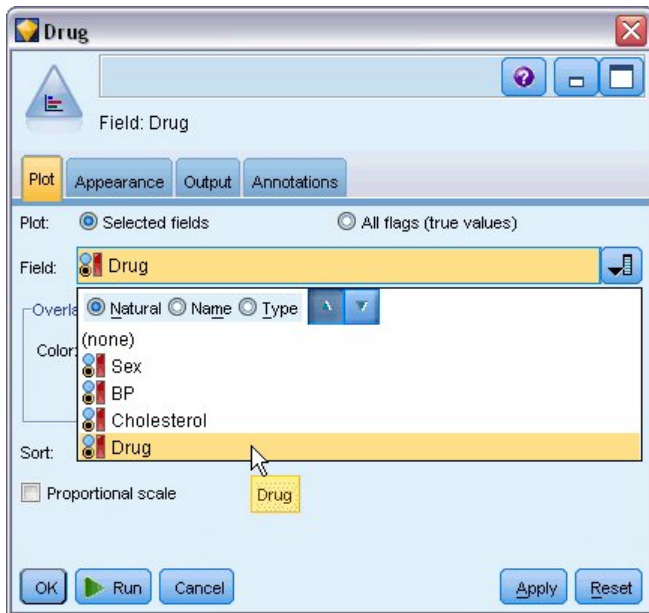 Drug
Field: Drug
Plot Appearance Output Annotations
Plot: Selected fields All flags (true values)
Field: Drug
Natural Name Type
Overla
(none)
Color:
Sex
BP
Cholesterol
Sort: Drug
Drug
Proportional scale
OK Run Cancel Apply Reset